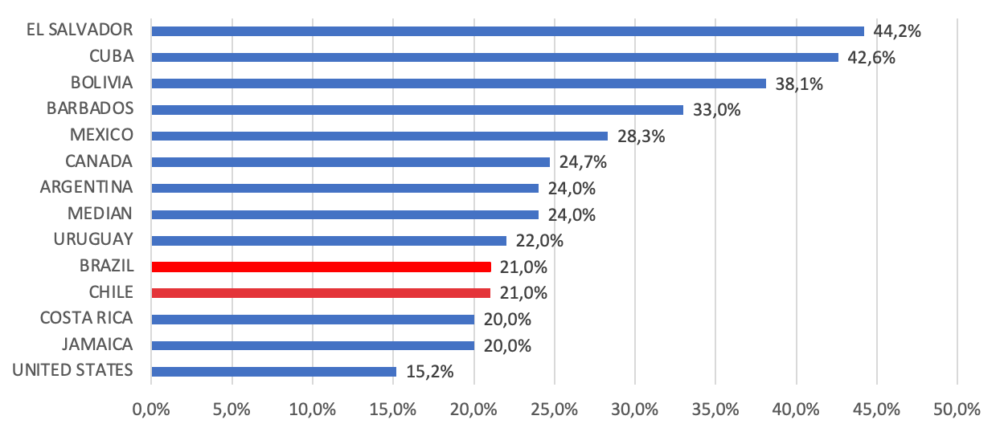 EL SALVADOR 44,2%
CUBA 42,6%
BOLIVIA 38,1%
BARBADOS 33,0%
MEXICO 28,3%
CANADA 24,7%
ARGENTINA 24,0%
MEDIAN 24,0%
URUGUAY 22,0%
BRAZIL 21,0%
CHILE 21,0%
COSTA RICA 20,0%
JAMAICA 20,0%
UNITED STATES 15,2%
0,0% 5,0% 10,0% 15,0% 20,0% 25,0% 30,0% 35,0% 40,0% 45,0% 50,0%